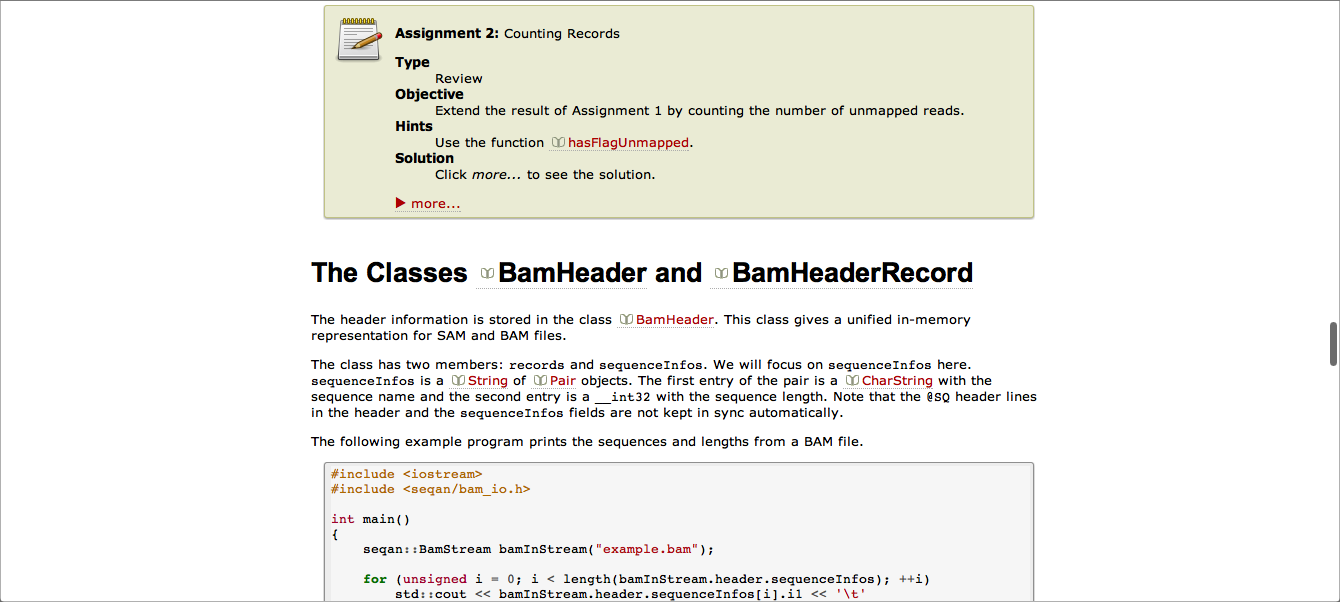 Assignment 2: Counting Records
Type
Review
Objective
Extend the result of Assignment 1 by counting the number of unmapped reads.
Hints
Use the function hasFlagUnmapped.
Solution
Click more... to see the solution.
more...
The Classes BamHeader and BamHeaderRecord
The header information is stored in the class BamHeader. This class gives a unified in-memory
representation for SAM and BAM files.
The class has two members: records and sequenceInfos. We will focus on sequenceInfos here.
sequenceInfos is a String of Pair objects. The first entry of the pair is a CharString with the
sequence name and the second entry is a __int32 with the sequence length. Note that the @SQ header lines
in the header and the sequenceInfos fields are not kept in sync automatically.
The following example program prints the sequences and lengths from a BAM file.
#include <iostream>
#include <seqan/bam_io.h>
int main()
{
seqan::BamStream bamInStream("example.bam");
for (unsigned i = 0; i < length(bamInStream.header.sequenceInfos); ++i)
std::cout << bamInStream.header.sequenceInfos[i].i1 << '\t'